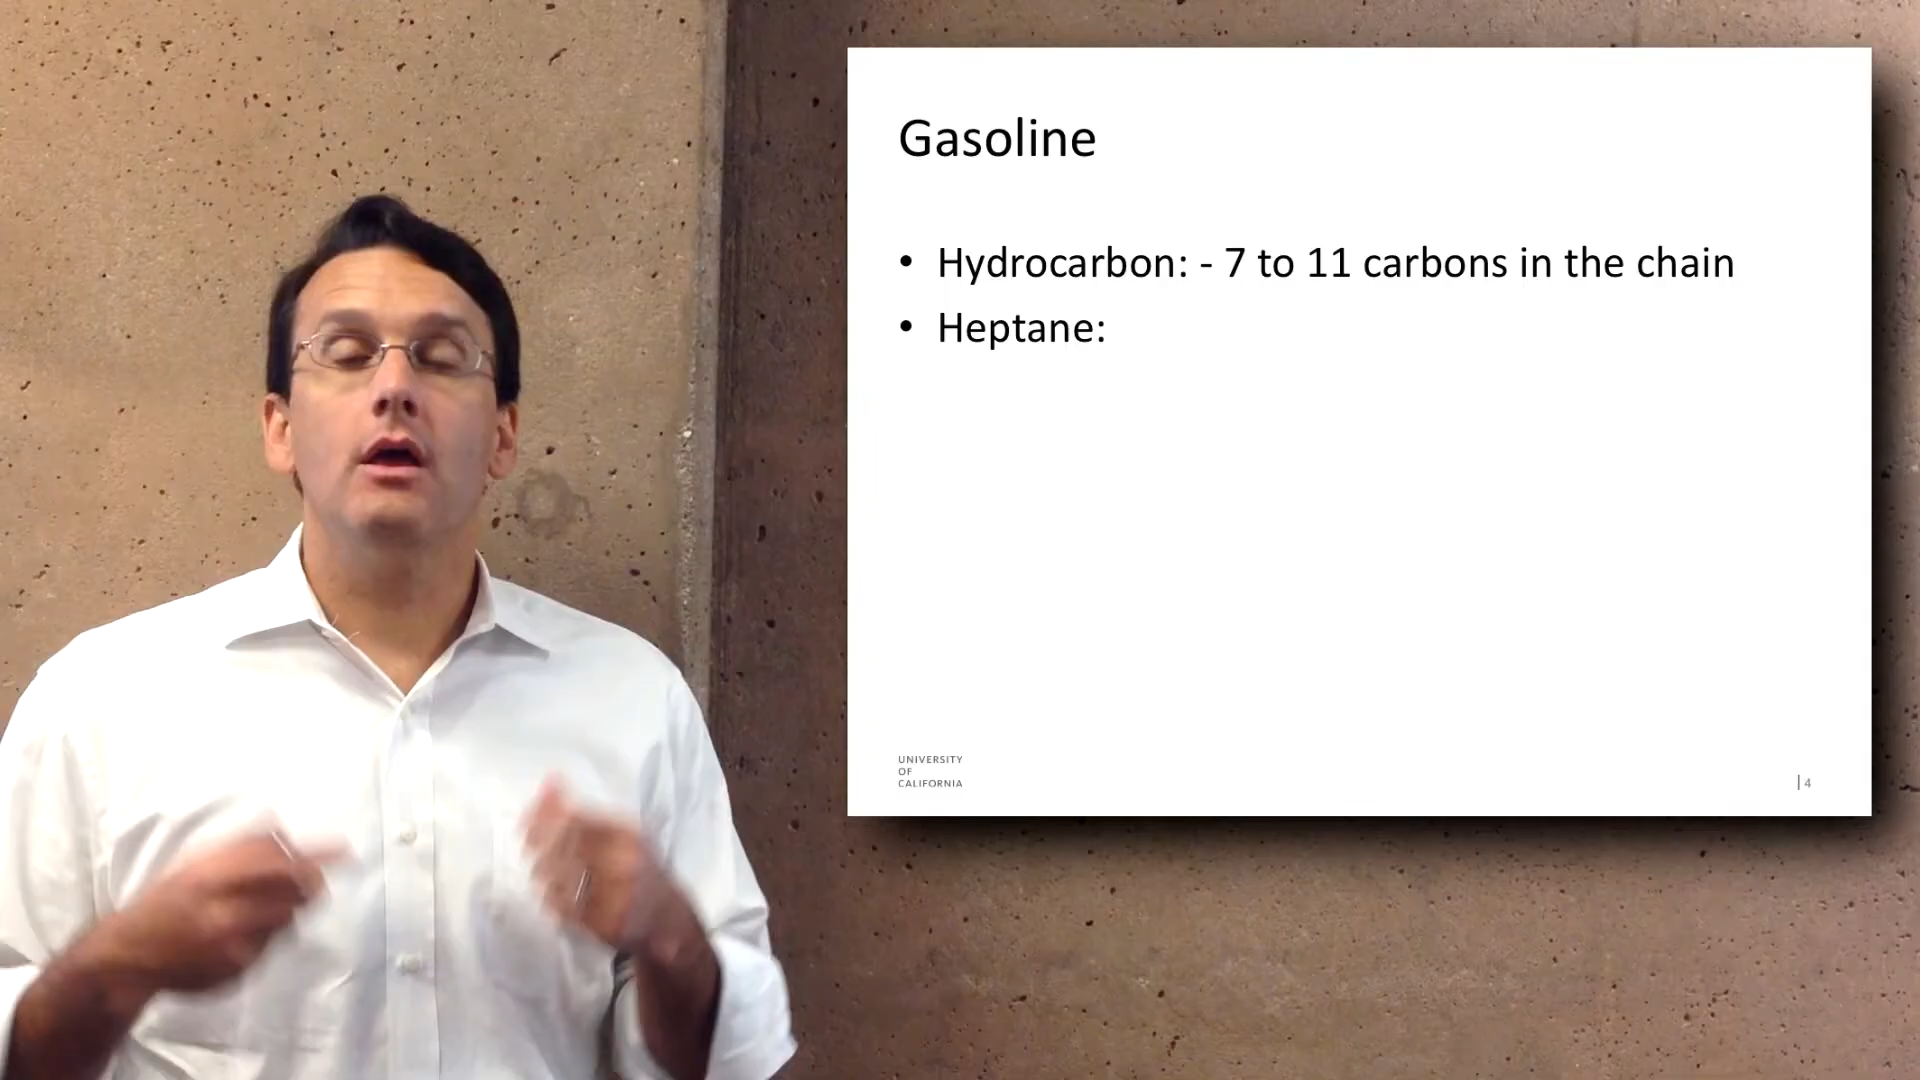 Gasoline
• Hydrocarbon: - 7 to 11 carbons in the chain
• Heptane:
UNIVERSITY
OF
CALIFORNIA
| 4